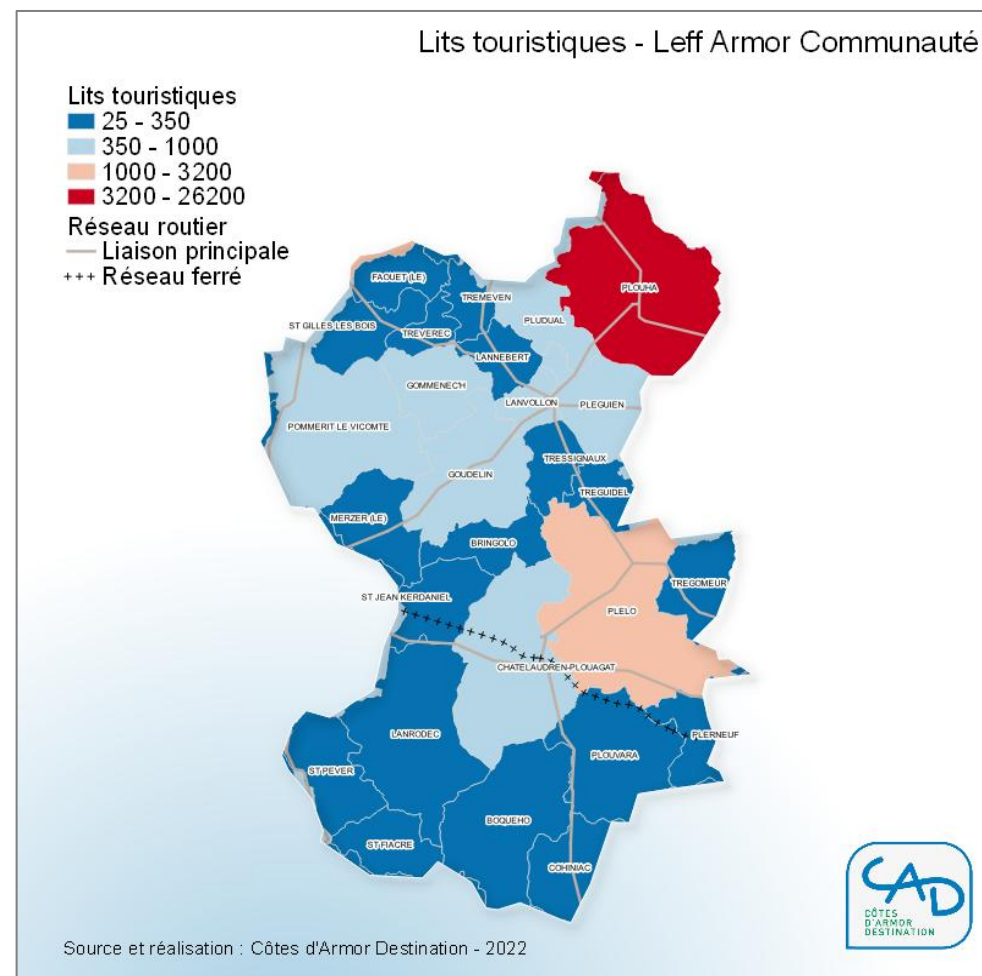 Lits touristiques - Leff Armor Communauté
Lits touristiques
25 - 350
350 - 1000
1000 - 3200
3200 - 26200
Réseau routier
Liaison principale
+++ Réseau ferré
FAOUET (LE)
TREMEVEN
PLOUHA
ST GILLES LES BOIS
TREVEREC
PLUDUAL
LANNEBERT
GOMMENEC'H
LANVOLLON
PLEGUIEN
POMMERIT LE VICOMTE
GOUDELIN
TRESSIGNAUX
TREGUIDEL
MERZER (LE)
BRINGOLO
TREGOMEUR
ST JEAN KERDANIEL
PLELO
CHATELAUDREN-PLOUAGAT
LANRODEC
PLERNEUF
PLOUVARA
ST PEVER
BOQUEHO
ST FIACRE
COHINIAC
CAD
CÔTES
D'ARMOR
DESTINATION
Source et réalisation : Côtes d'Armor Destination - 2022